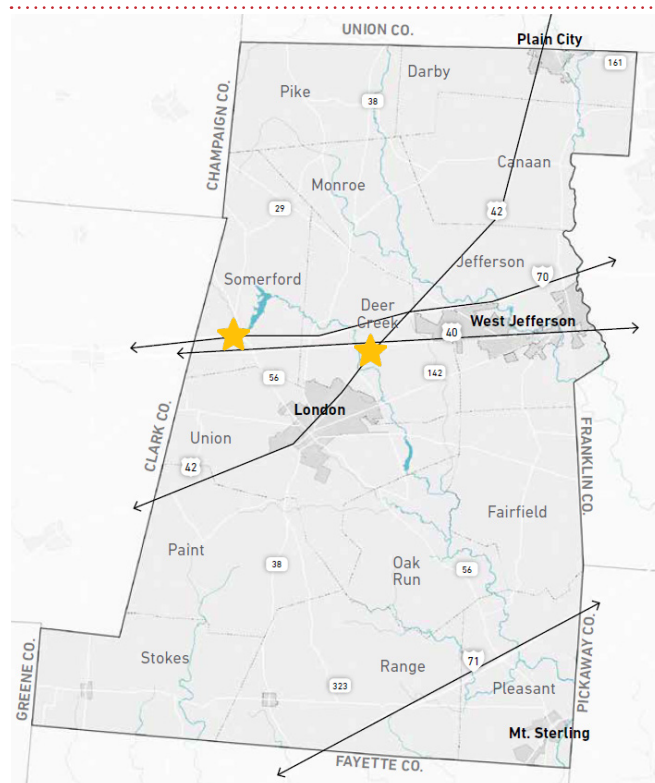 UNION CO.
Plain City
161
Darby
Pike
38
CHAMPAIGN CO.
Canaan
Monroe
29
42
Jefferson
70
Somerford
Deer
Creek
West Jefferson
40
56
142
London
CLARK CO.
Union
42
FRANKLIN CO.
Fairfield
Paint
38
Oak
Run
56
GREENE CO.
Stokes
Range
71
PICKAWAY CO.
323
Pleasant
Mt. Sterling
FAYETTE CO.